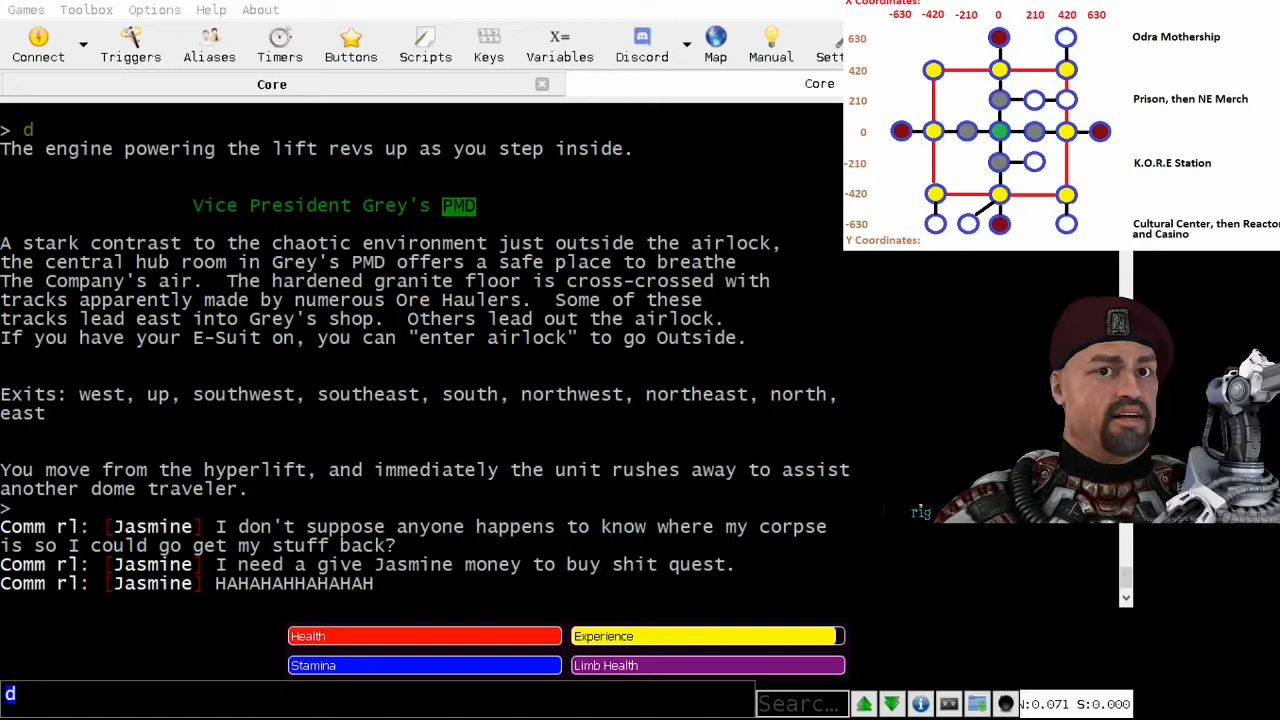 Games Toolbox Options Help About
Connect Triggers Aliases Timers Buttons Scripts Keys X= Variables Discord Map Manual Sett
Core Core
> d
The engine powering the lift revs up as you step inside.
Vice President Grey's PMD
A stark contrast to the chaotic environment just outside the airlock,
the central hub room in Grey's PMD offers a safe place to breathe
The Company's air. The hardened granite floor is cross-crossed with
tracks apparently made by numerous Ore Haulers. Some of these
tracks lead east into Grey's shop. Others lead out the airlock.
If you have your E-Suit on, you can "enter airlock" to go Outside.
Exits: west, up, southwest, southeast, south, northwest, northeast, north,
east
You move from the hyperlift, and immediately the unit rushes away to assist
another dome traveler.
>
Comm rl: [Jasmine] I don't suppose anyone happens to know where my corpse
is so I could go get my stuff back?
Comm rl: [Jasmine] I need a give Jasmine money to buy shit quest.
Comm rl: [Jasmine] HAHAHAHHAHAHAH
Health Experience
Stamina Limb Health
d
Searc... N:0.071 S:0.000
X Coordinates:
-630 -420 -210 0 210 420 630
630 Odra Mothership
420
210 Prison, then NE Merch
0
-210 K.O.R.E Station
-420
-630 Cultural Center, then Reactor
and Casino
Y Coordinates:
rig